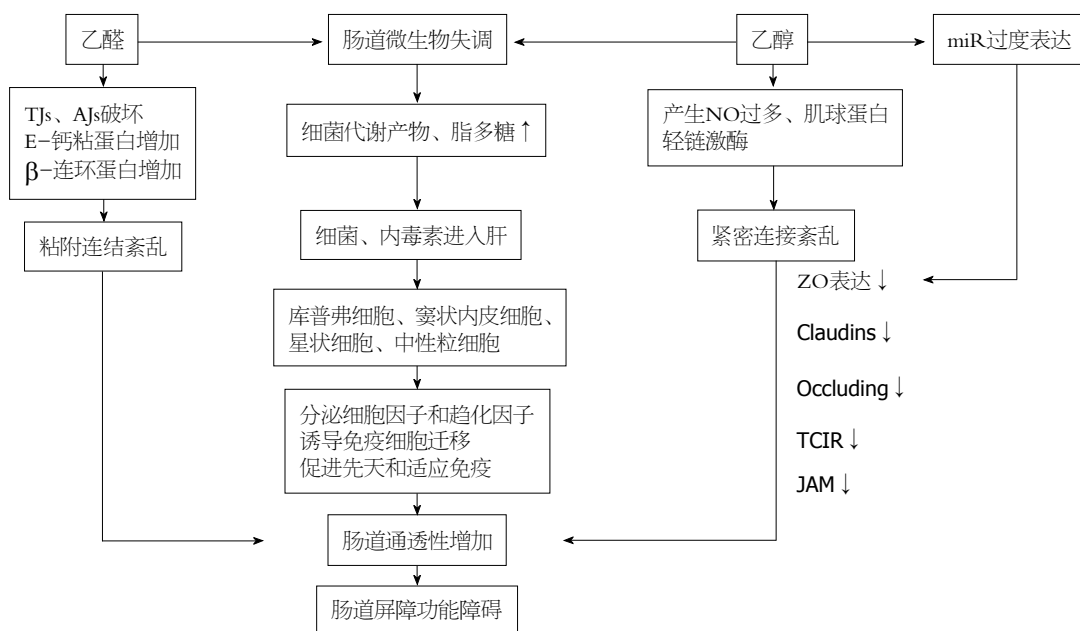 乙醛
肠道微生物失调
乙醇
miR过度表达
TJs、AJs破坏
E-钙粘蛋白增加
β-连环蛋白增加
细菌代谢产物、脂多糖↑
产生NO过多、肌球蛋白
轻链激酶
粘附连结紊乱
细菌、内毒素进入肝
紧密连接紊乱
ZO表达↓
库普弗细胞、窦状内皮细胞、
星状细胞、中性粒细胞
Claudins↓
Occluding↓
分泌细胞因子和趋化因子
诱导免疫细胞迁移
促进先天和适应免疫
TCIR↓
JAM↓
肠道通透性增加
肠道屏障功能障碍